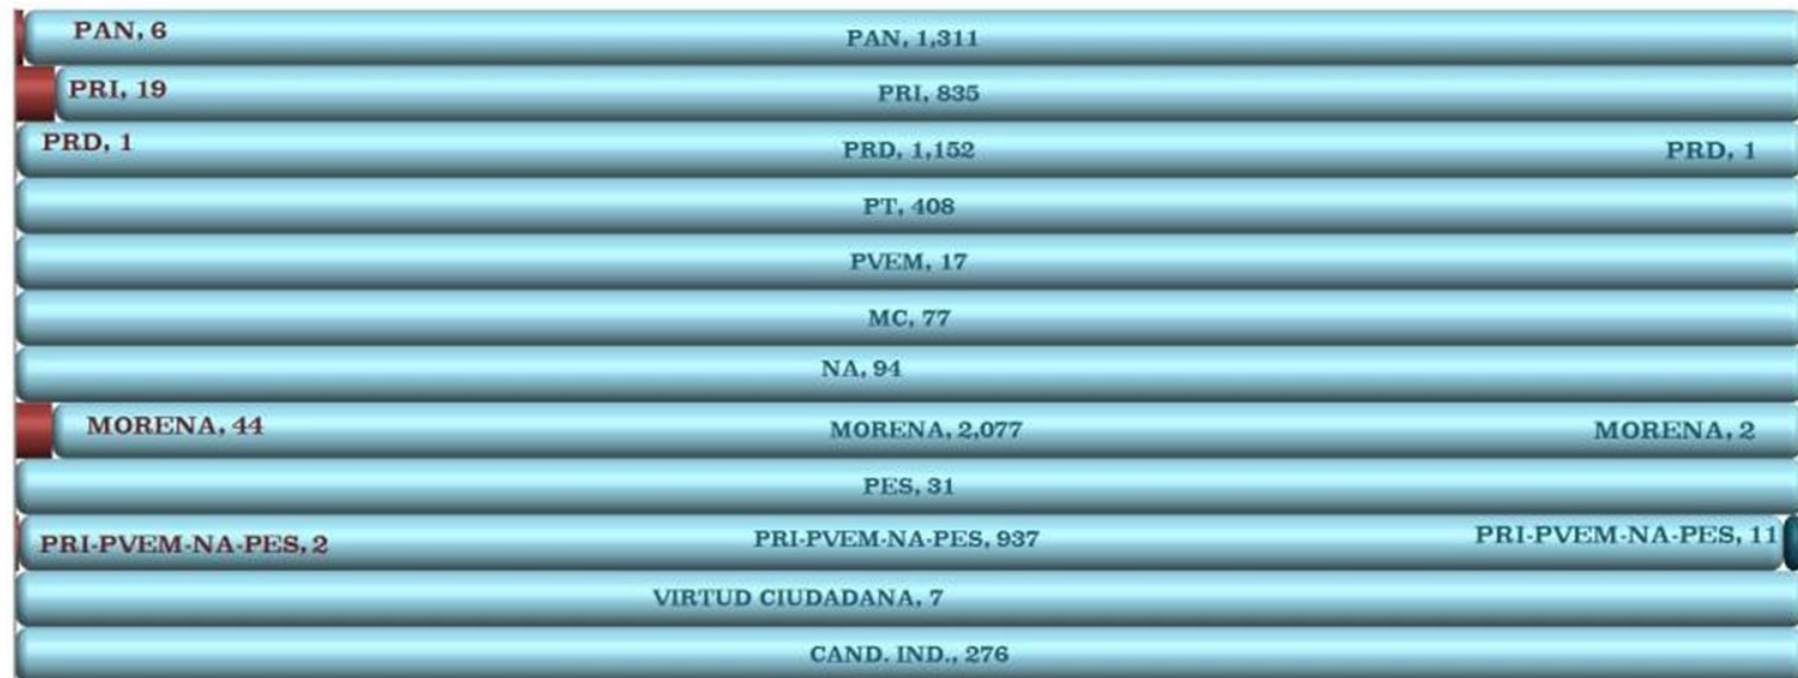 PAN, 6 PAN, 1,311
PRI, 19 PRI, 835
PRD, 1 PRD, 1,152 PRD, 1
PT, 408
PVEM, 17
MC, 77
NA, 94
MORENA, 44 MORENA, 2,077 MORENA, 2
PES, 31
PRI-PVEM-NA-PES, 2 PRI-PVEM-NA-PES, 937 PRI-PVEM-NA-PES, 11
VIRTUD CIUDADANA, 7
CAND. IND., 276